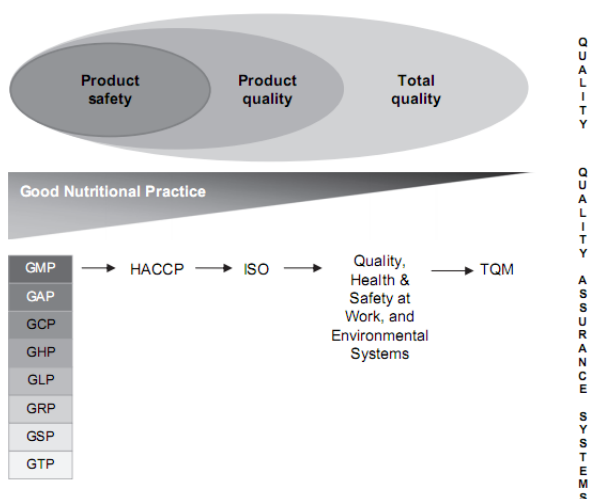 Product
safety
Product
quality
Total
quality
QUALITY
Good Nutritional Practice
GMP
HACCP
ISO
Quality,
Health &
Safety at
Work, and
Environmental
Systems
TQM
GAP
GCP
GHP
GLP
GRP
GSP
GTP
QUALITY ASSURANCE SYSTEMS